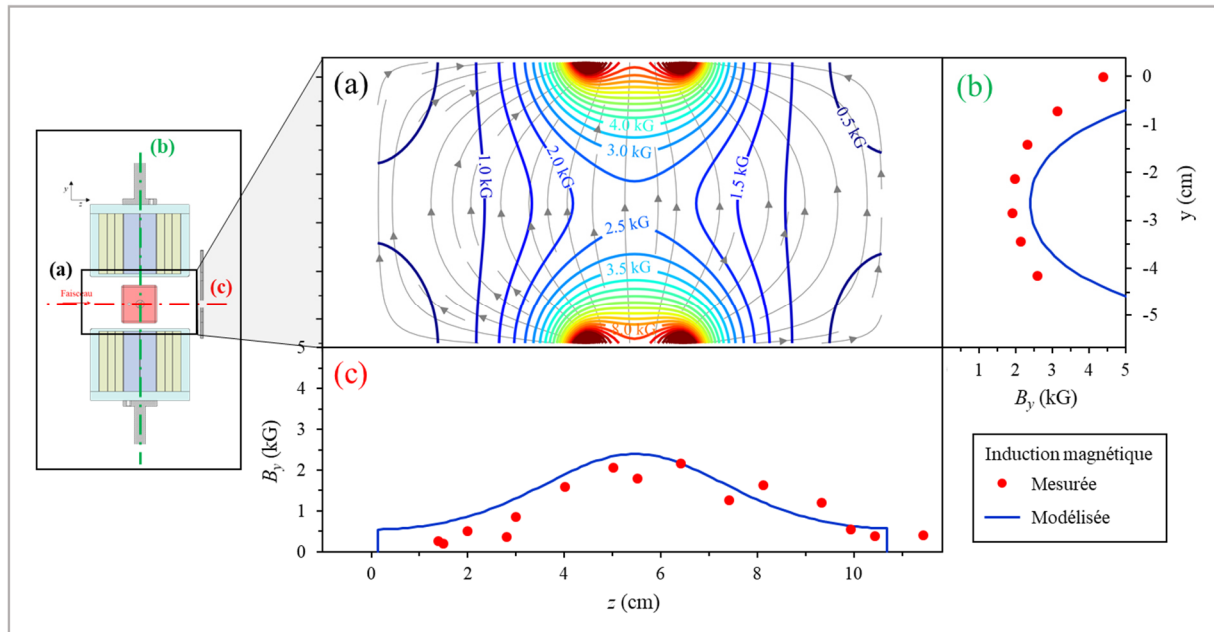 (b)
y
z
(a)
Faisceau
(c)
(a)
4.0 kG
3.0 kG
0.5 kG
1.0 kG
2.0 kG
1.5 kG
2.5 kG
3.5 kG
8.0 kG
(b)
0
-1
-2
-3
-4
-5
y (cm)
1 2 3 4 5
By (kG)
(c)
5
4
3
2
1
0
By (kG)
0 2 4 6 8 10
z (cm)
Induction magnétique
Mesurée
Modélisée